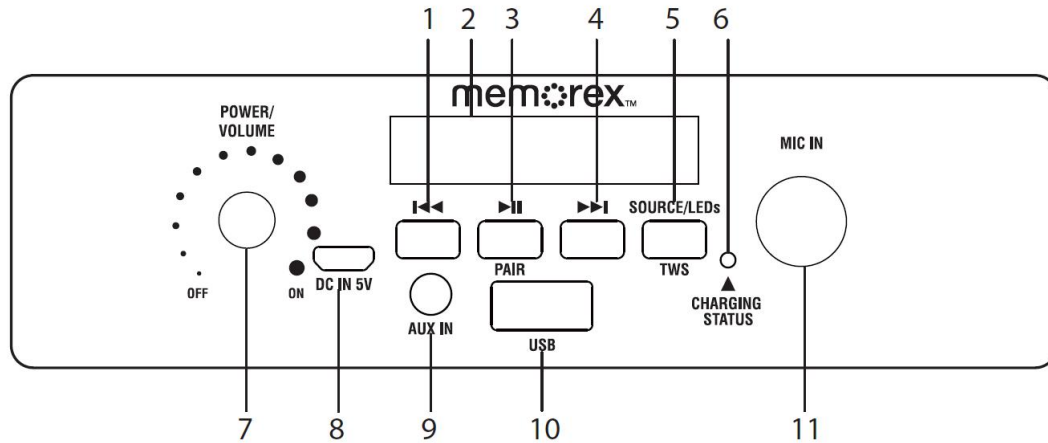 1 2 3 4 5 6
memorex™
POWER/
VOLUME
MIC IN
SOURCE/LEDs
PAIR
TWS
OFF
ON
DC IN 5V
CHARGING
STATUS
AUX IN
USB
7 8 9 10 11